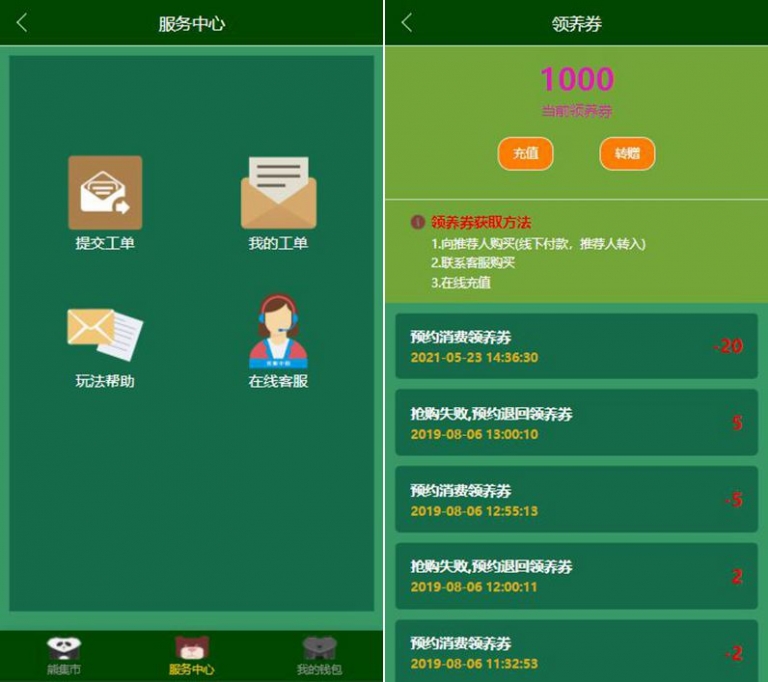 服务中心
提交工单
我的工单
玩法帮助
在线客服
熊集市
服务中心
我的钱包
领养券
1000
当前领养券
充值
转赠
领养券获取方法
1.向推荐人购买(线下付款，推荐人转入)
2.联系客服购买
3.在线充值
预约消费领养券
-20
2021-05-23 14:36:30
抢购失败,预约退回领养券
5
2019-08-06 13:00:10
预约消费领养券
-5
2019-08-06 12:55:13
抢购失败,预约退回领养券
2
2019-08-06 12:00:11
预约消费领养券
-2
2019-08-06 11:32:53